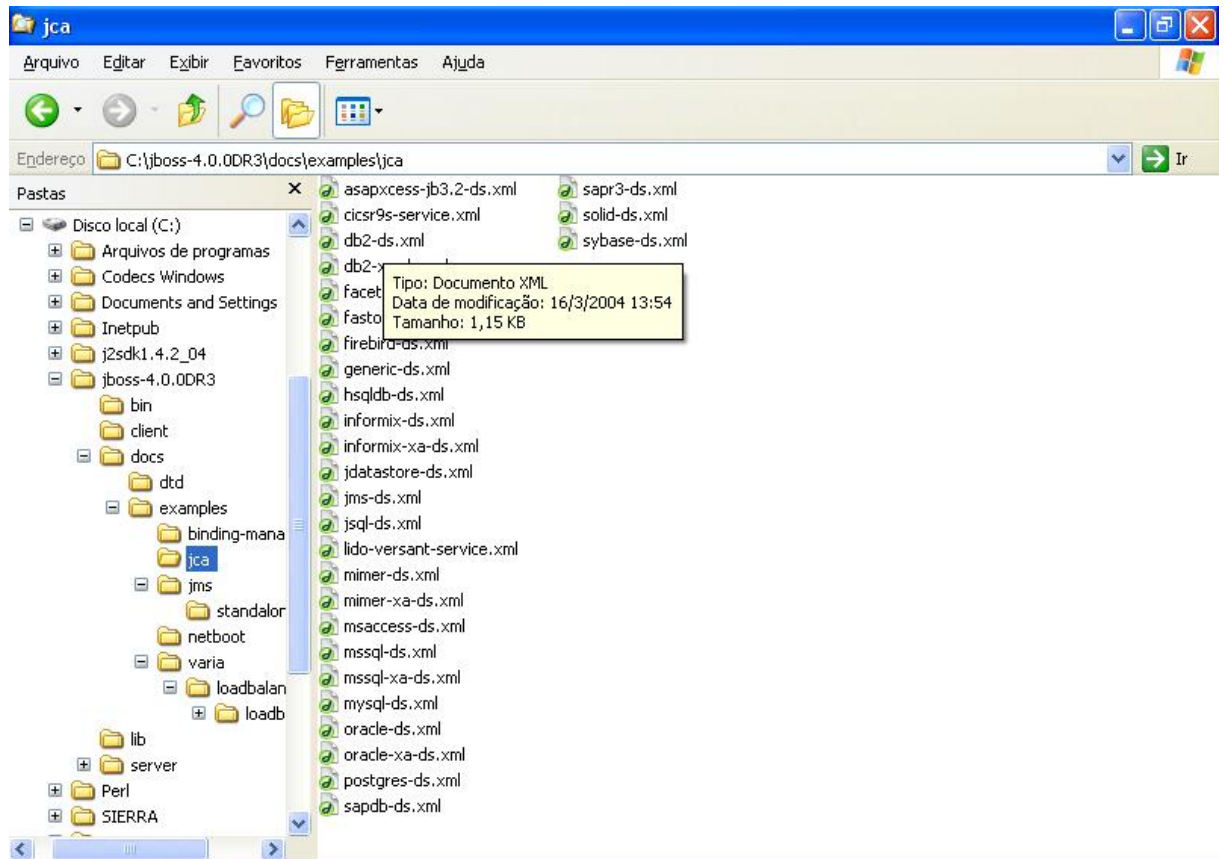 jca
Arquivo Editar Exibir Favoritos Ferramentas Ajuda
Endereço C:\jboss-4.0.0DR3\docs\examples\jca Ir
Pastas
Disco local (C:)
Arquivos de programas
Codecs Windows
Documents and Settings
Inetpub
j2sdk1.4.2_04
jboss-4.0.0DR3
bin
client
docs
dtd
examples
binding-mana
jca
jms
standalor
netboot
varia
loadbalan
loadb
lib
server
Perl
SIERRA
asapxcess-jb3.2-ds.xml
cicsr9s-service.xml
db2-ds.xml
db2-x
facet
fasto
firebird-ds.xml
generic-ds.xml
hsqldb-ds.xml
informix-ds.xml
informix-xa-ds.xml
jdatastore-ds.xml
jms-ds.xml
jsql-ds.xml
lido-versant-service.xml
mimer-ds.xml
mimer-xa-ds.xml
msaccess-ds.xml
mssql-ds.xml
mssql-xa-ds.xml
mysql-ds.xml
oracle-ds.xml
oracle-xa-ds.xml
postgres-ds.xml
sapdb-ds.xml
sapr3-ds.xml
solid-ds.xml
sybase-ds.xml
Tipo: Documento XML
Data de modificação: 16/3/2004 13:54
Tamanho: 1,15 KB